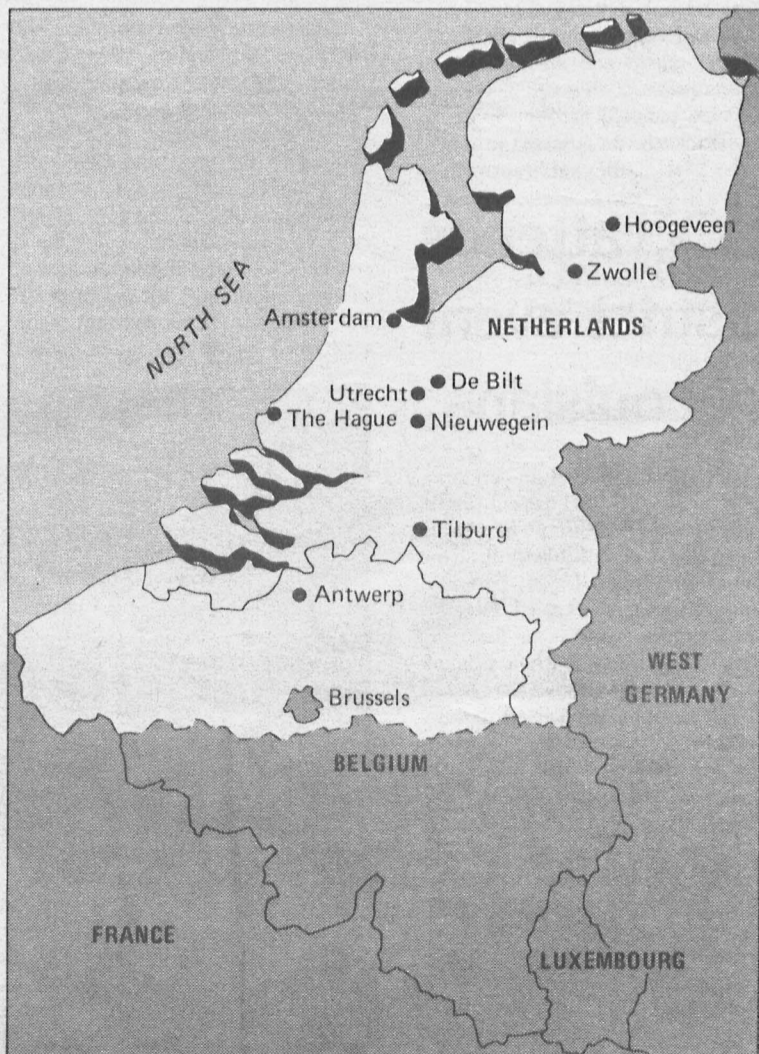 Hoogeveen
Zwolle
NORTH SEA
Amsterdam
NETHERLANDS
De Bilt
Utrecht
The Hague
Nieuwegein
Tilburg
Antwerp
WEST
GERMANY
Brussels
BELGIUM
FRANCE
LUXEMBOURG